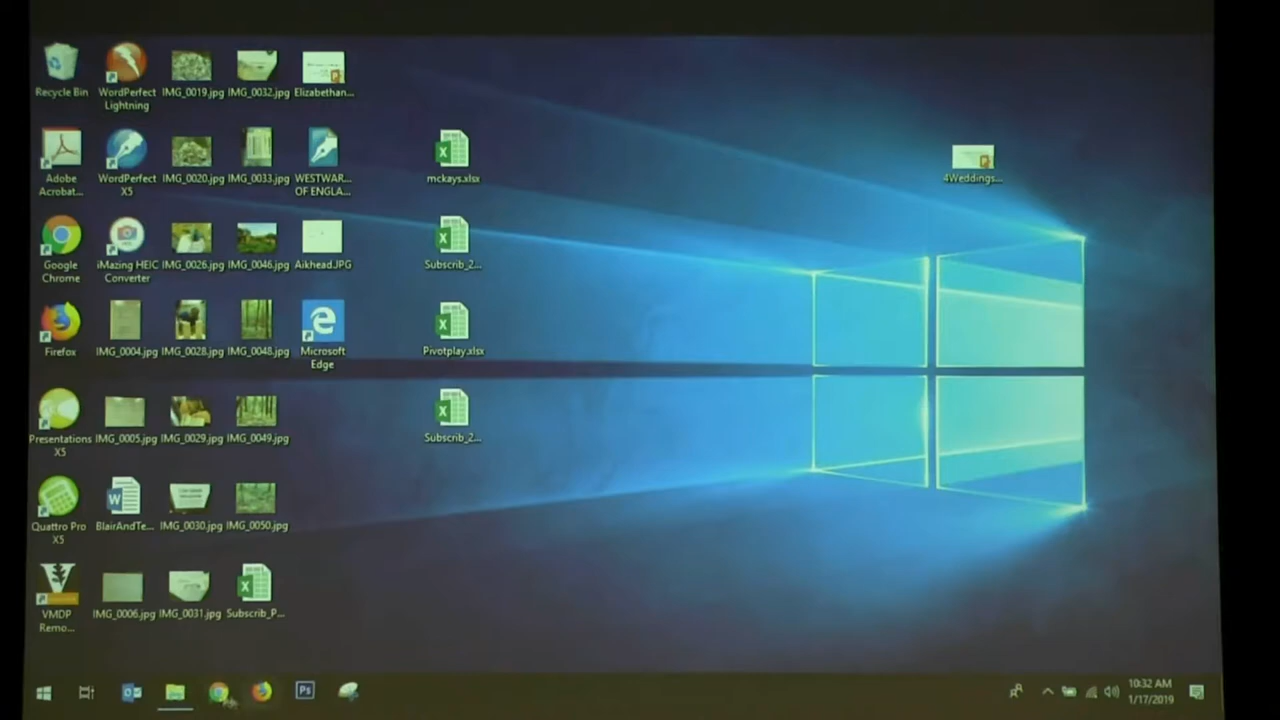 Recycle Bin
WordPerfect
Lightning
IMG_0019.jpg
IMG_0032.jpg
Elizabethan...
Adobe
Acrobat...
WordPerfect
X5
IMG_0020.jpg
IMG_0033.jpg
WESTWAR...
OF ENGLA...
mckays.xlsx
4Weddings...
Google
Chrome
iMazing HEIC
Converter
IMG_0026.jpg
IMG_0046.jpg
Aikhead.JPG
Subscrib_2...
Firefox
IMG_0004.jpg
IMG_0028.jpg
IMG_0048.jpg
Microsoft
Edge
Pivotplay.xlsx
Presentations
X5
IMG_0005.jpg
IMG_0029.jpg
IMG_0049.jpg
Subscrib_2...
Quattro Pro
X5
BlairAndTe...
IMG_0030.jpg
IMG_0050.jpg
VMDP
Remo...
IMG_0006.jpg
IMG_0031.jpg
Subscrib_P...
Ps
10:32 AM
1/17/2019